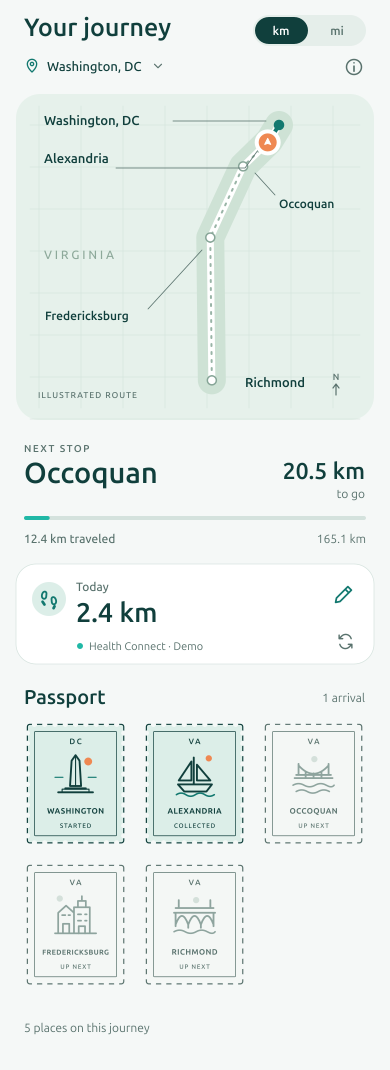 Your journey
km
mi
Washington, DC
Washington, DC
Alexandria
Occoquan
VIRGINIA
Fredericksburg
Richmond
N
ILLUSTRATED ROUTE
NEXT STOP
Occoquan
20.5 km
to go
12.4 km traveled
165.1 km
Today
2.4 km
Health Connect · Demo
Passport
1 arrival
DC
WASHINGTON
STARTED
VA
ALEXANDRIA
COLLECTED
VA
OCCOQUAN
UP NEXT
VA
FREDERICKSBURG
UP NEXT
VA
RICHMOND
UP NEXT
5 places on this journey